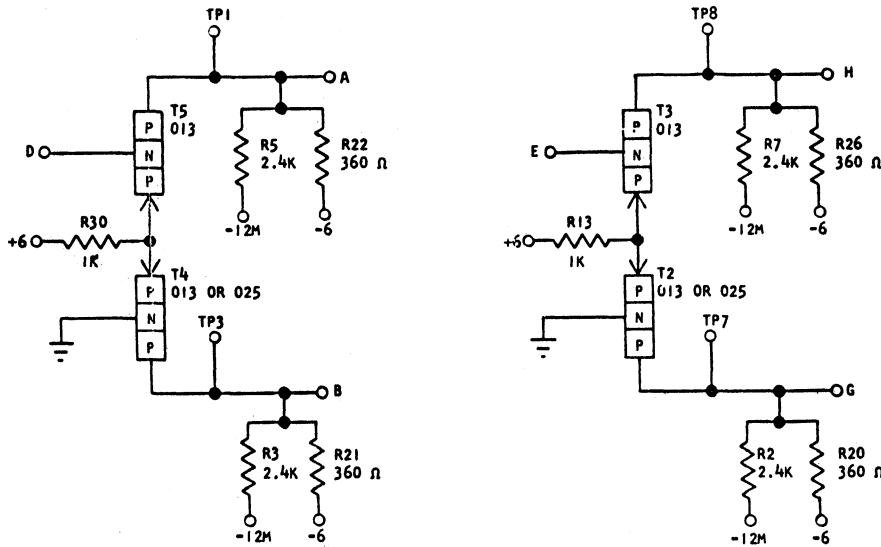 TP1
A
T5
013
P
N
P
D
R5
2.4K
R22
360 Ω
-12M
-6
R30
+6
1K
T4
013 OR 025
P
N
P
TP3
B
R3
2.4K
R21
360 Ω
-12M
-6
TP8
H
T3
013
P
N
P
E
R7
2.4K
R26
360 Ω
-12M
-6
R13
+6
1K
T2
013 OR 025
P
N
P
TP7
G
R2
2.4K
R20
360 Ω
-12M
-6